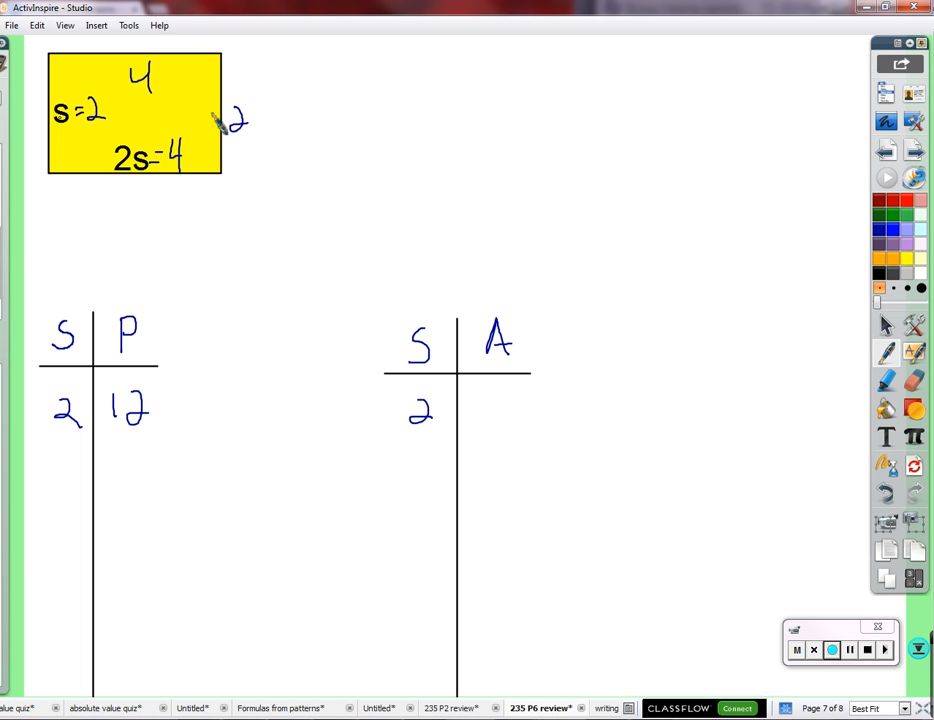 ActivInspire - Studio
File Edit View Insert Tools Help
4
s=2
2
2s=4
S P
2 12
S A
2
T π
M
alue quiz* absolute value quiz* Untitled* Formulas from patterns* Untitled* 235 P2 review* 235 P6 review* writing CLASSFLOW Connect Page 7 of 8 Best Fit